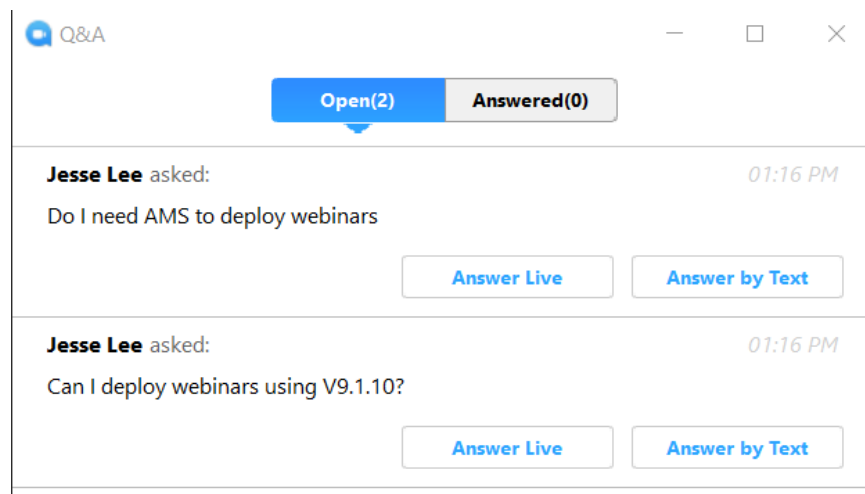 Q&A
Open(2) Answered(0)
Jesse Lee asked: 01:16 PM
Do I need AMS to deploy webinars
Answer Live Answer by Text
Jesse Lee asked: 01:16 PM
Can I deploy webinars using V9.1.10?
Answer Live Answer by Text